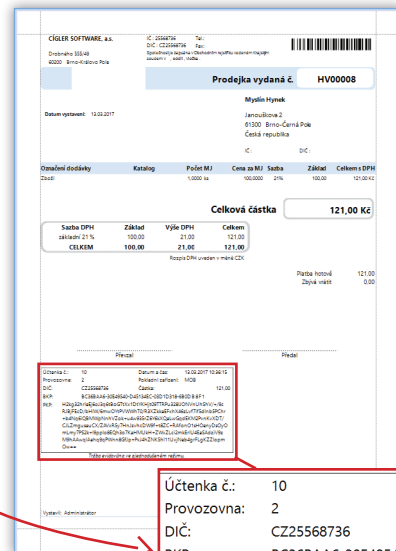 CÍGLER SOFTWARE, a.s.
Drobného 555/49
60200 Brno-Královo Pole
IČ: 25568736 Tel.:
DIČ: CZ25568736 Fax:
Prodejka vydaná č. HV00008
Datum vystavení: 13.03.2017
Myslín Hynek
Janouškova 2
61300 Brno-Černá Pole
Česká republika
IČ: DIČ:
Označení dodávky Katalog Počet MJ Cena za MJ Sazba Základ Celkem s DPH
Zboží 1,0000 ks 100,0000 21% 100,00 121,00 Kč
Celková částka 121,00 Kč
Sazba DPH Základ Výše DPH Celkem
základní 21 % 100,00 21,00 121,00
CELKEM 100,00 21,00 121,00
Rozpis DPH uveden v měně CZK
Platba hotově 121,00
Zbývá vrátit 0,00
Převzal Předal
Účtenka č.: 10 Datum a čas: 13.03.2017 10:36:15
Provozovna: 2 Pokladní zařízení: MOB
DIČ: CZ25568736 Částka: 121,00
BKP:
PKP:
Tržba evidována ve zjednodušeném režimu
Vystavil: Administrátor
Účtenka č.: 10
Provozovna: 2
DIČ: CZ25568736